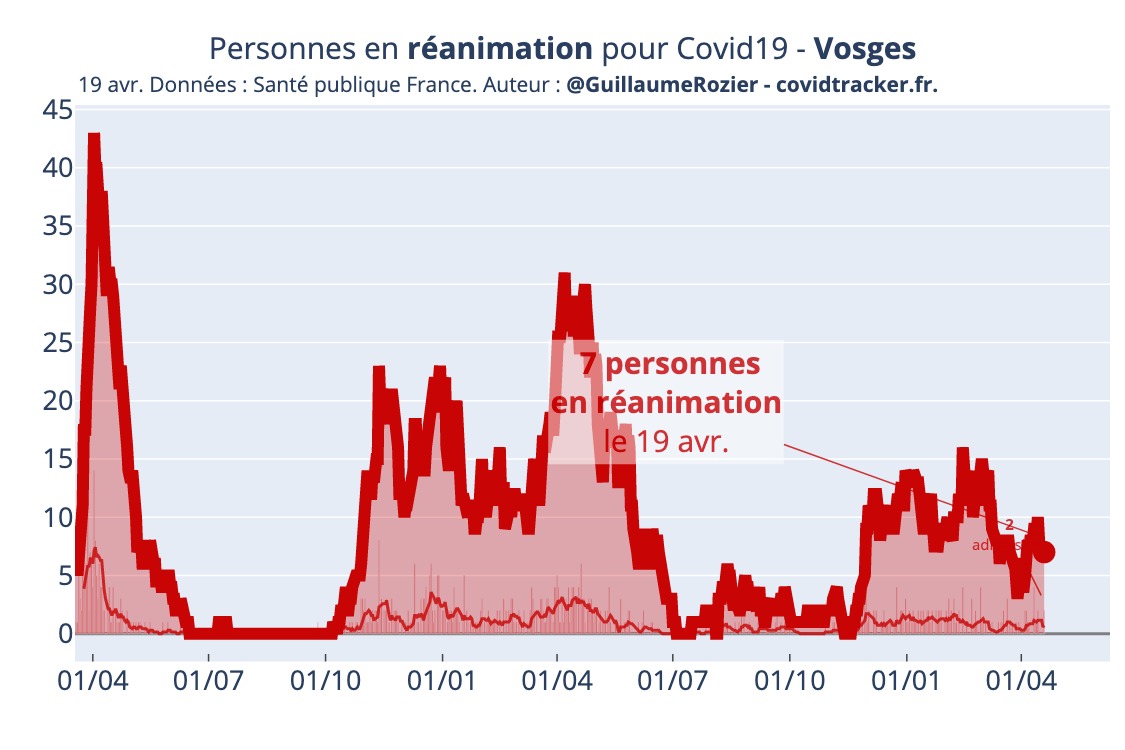 Personnes en réanimation pour Covid19 - Vosges
19 avr. Données : Santé publique France. Auteur : @GuillaumeRozier - covidtracker.fr.
45
40
35
30
25
20
15
10
5
0
7 personnes
en réanimation
le 19 avr.
2
01/04 01/07 01/10 01/01 01/04 01/07 01/10 01/01 01/04